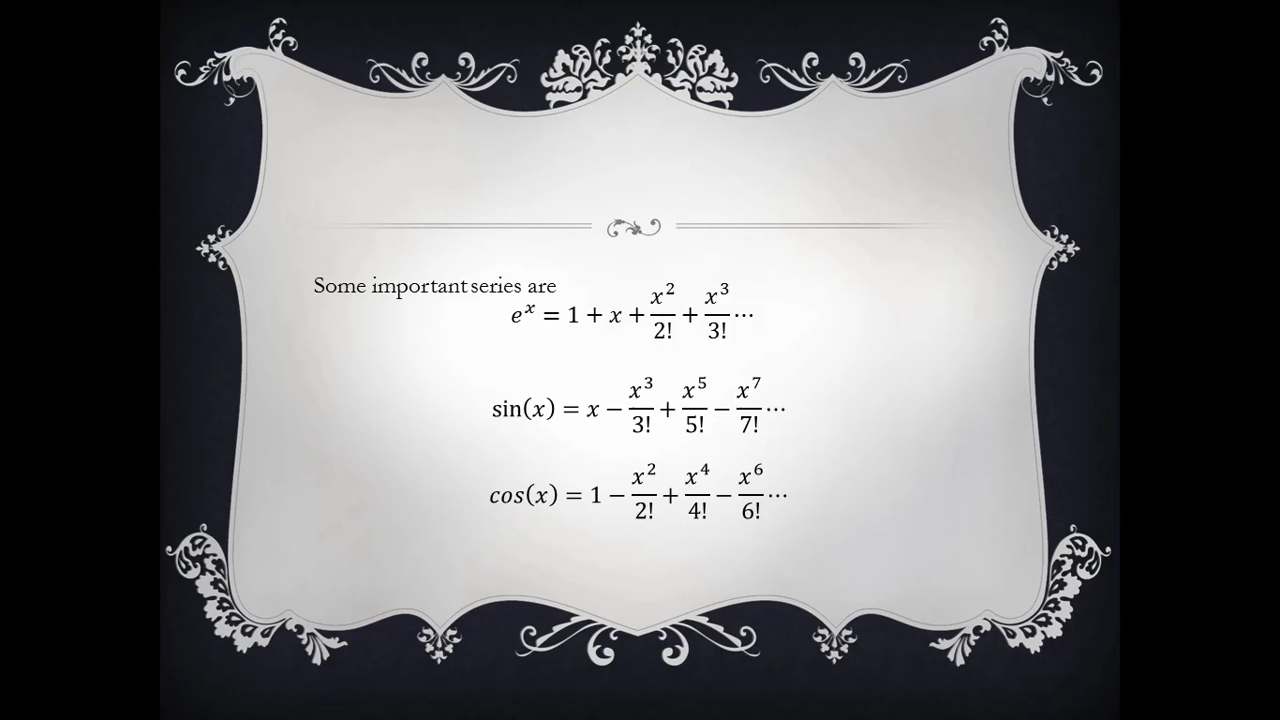 Some important series are
e^x = 1 + x + x^2/2! + x^3/3! ⋯
sin(x) = x − x^3/3! + x^5/5! − x^7/7! ⋯
cos(x) = 1 − x^2/2! + x^4/4! − x^6/6! ⋯